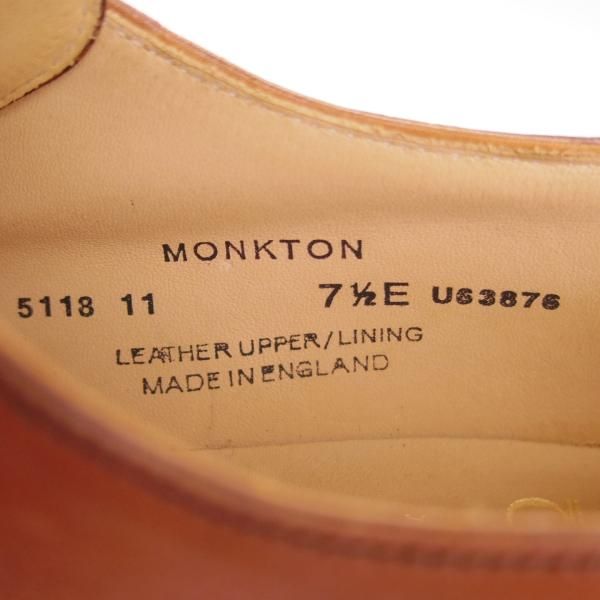 MONKTON
5118 11 7½E U63876
LEATHER UPPER/LINING
MADE IN ENGLAND